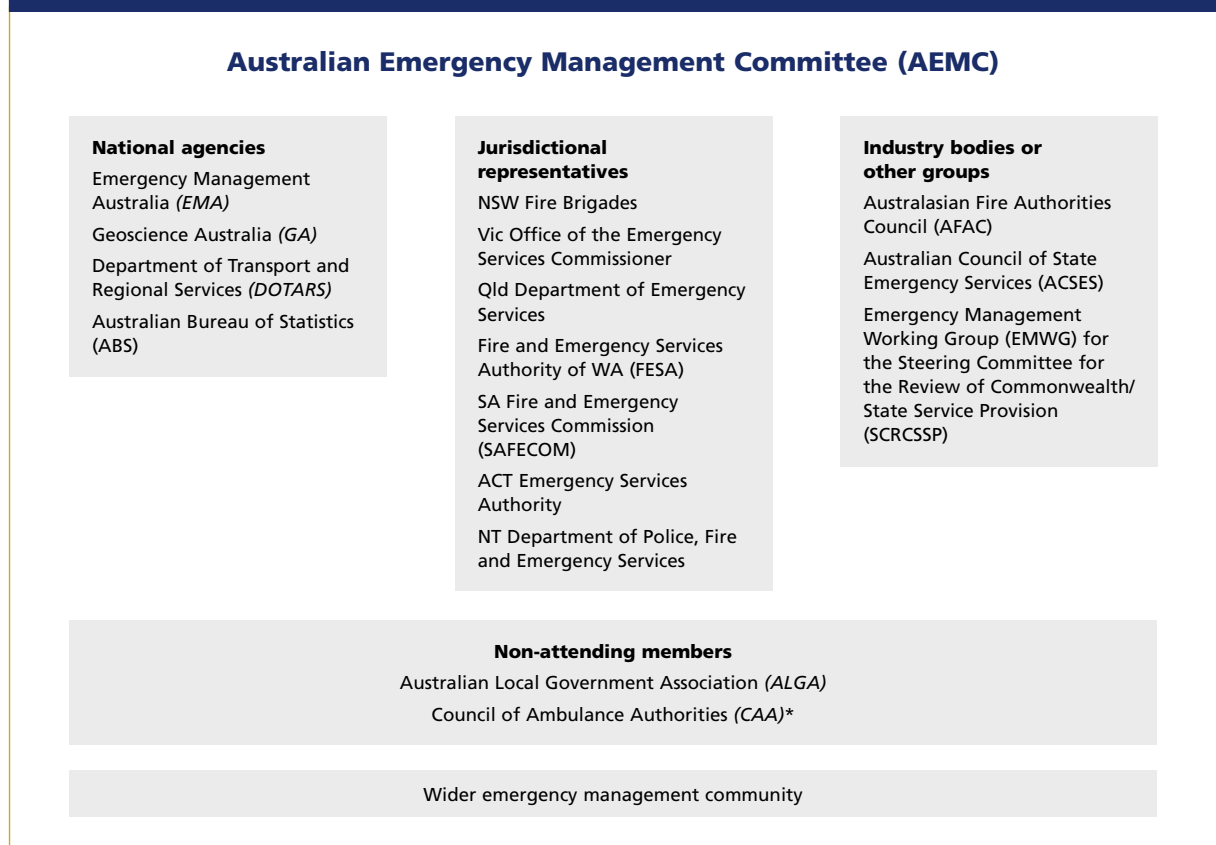 Australian Emergency Management Committee (AEMC)
National agencies
Emergency Management
Australia (EMA)
Geoscience Australia (GA)
Department of Transport and
Regional Services (DOTARS)
Australian Bureau of Statistics
(ABS)
Jurisdictional
representatives
NSW Fire Brigades
Vic Office of the Emergency
Services Commissioner
Qld Department of Emergency
Services
Fire and Emergency Services
Authority of WA (FESA)
SA Fire and Emergency
Services Commission
(SAFECOM)
ACT Emergency Services
Authority
NT Department of Police, Fire
and Emergency Services
Industry bodies or
other groups
Australasian Fire Authorities
Council (AFAC)
Australian Council of State
Emergency Services (ACSES)
Emergency Management
Working Group (EMWG) for
the Steering Committee for
the Review of Commonwealth/
State Service Provision
(SCRCSSP)
Non-attending members
Australian Local Government Association (ALGA)
Council of Ambulance Authorities (CAA)*
Wider emergency management community